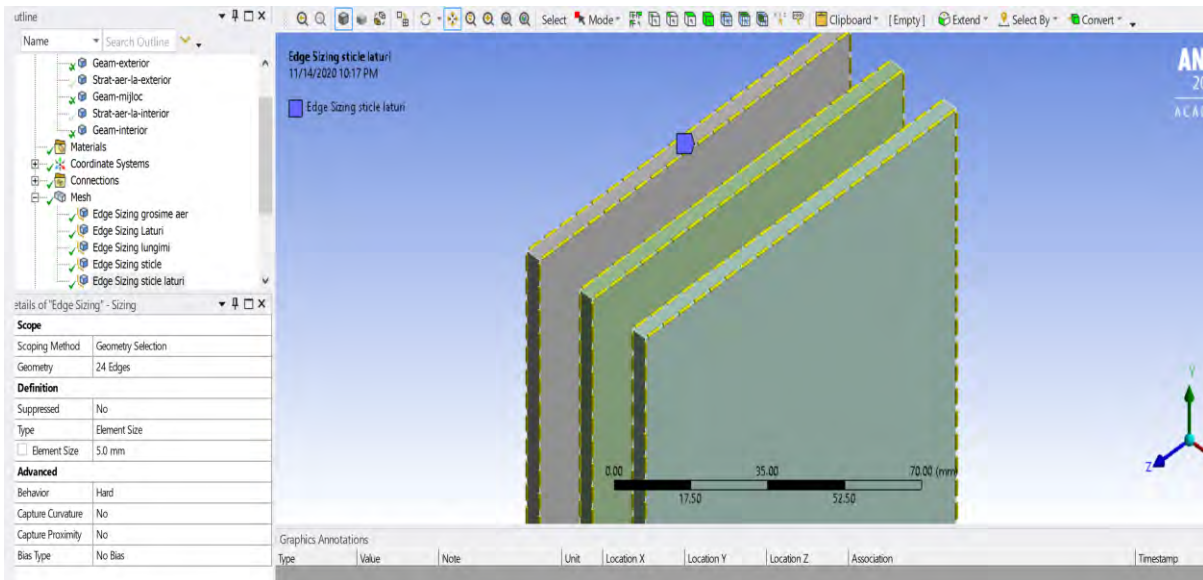 utline
Name
Search Outline
Geam-exterior
Strat-aer-la-exterior
Geam-mijloc
Strat-aer-la-interior
Geam-interior
Materials
Coordinate Systems
Connections
Mesh
Edge Sizing grosime aer
Edge Sizing Laturi
Edge Sizing lungimi
Edge Sizing sticle
Edge Sizing sticle laturi
etails of "Edge Sizing" - Sizing
Scope
Scoping Method Geometry Selection
Geometry 24 Edges
Definition
Suppressed No
Type Element Size
Element Size 5.0 mm
Advanced
Behavior Hard
Capture Curvature No
Capture Proximity No
Bias Type No Bias
Select Mode Clipboard [Empty] Extend Select By Convert
Edge Sizing sticle laturi
11/14/2020 10:17 PM
Edge Sizing sticle laturi
AN
20
ACAD
0.00 35.00 70.00 (mm
17.50 52.50
Y
Z
Graphics Annotations
Type Value Note Unit Location X Location Y Location Z Association Timestamp